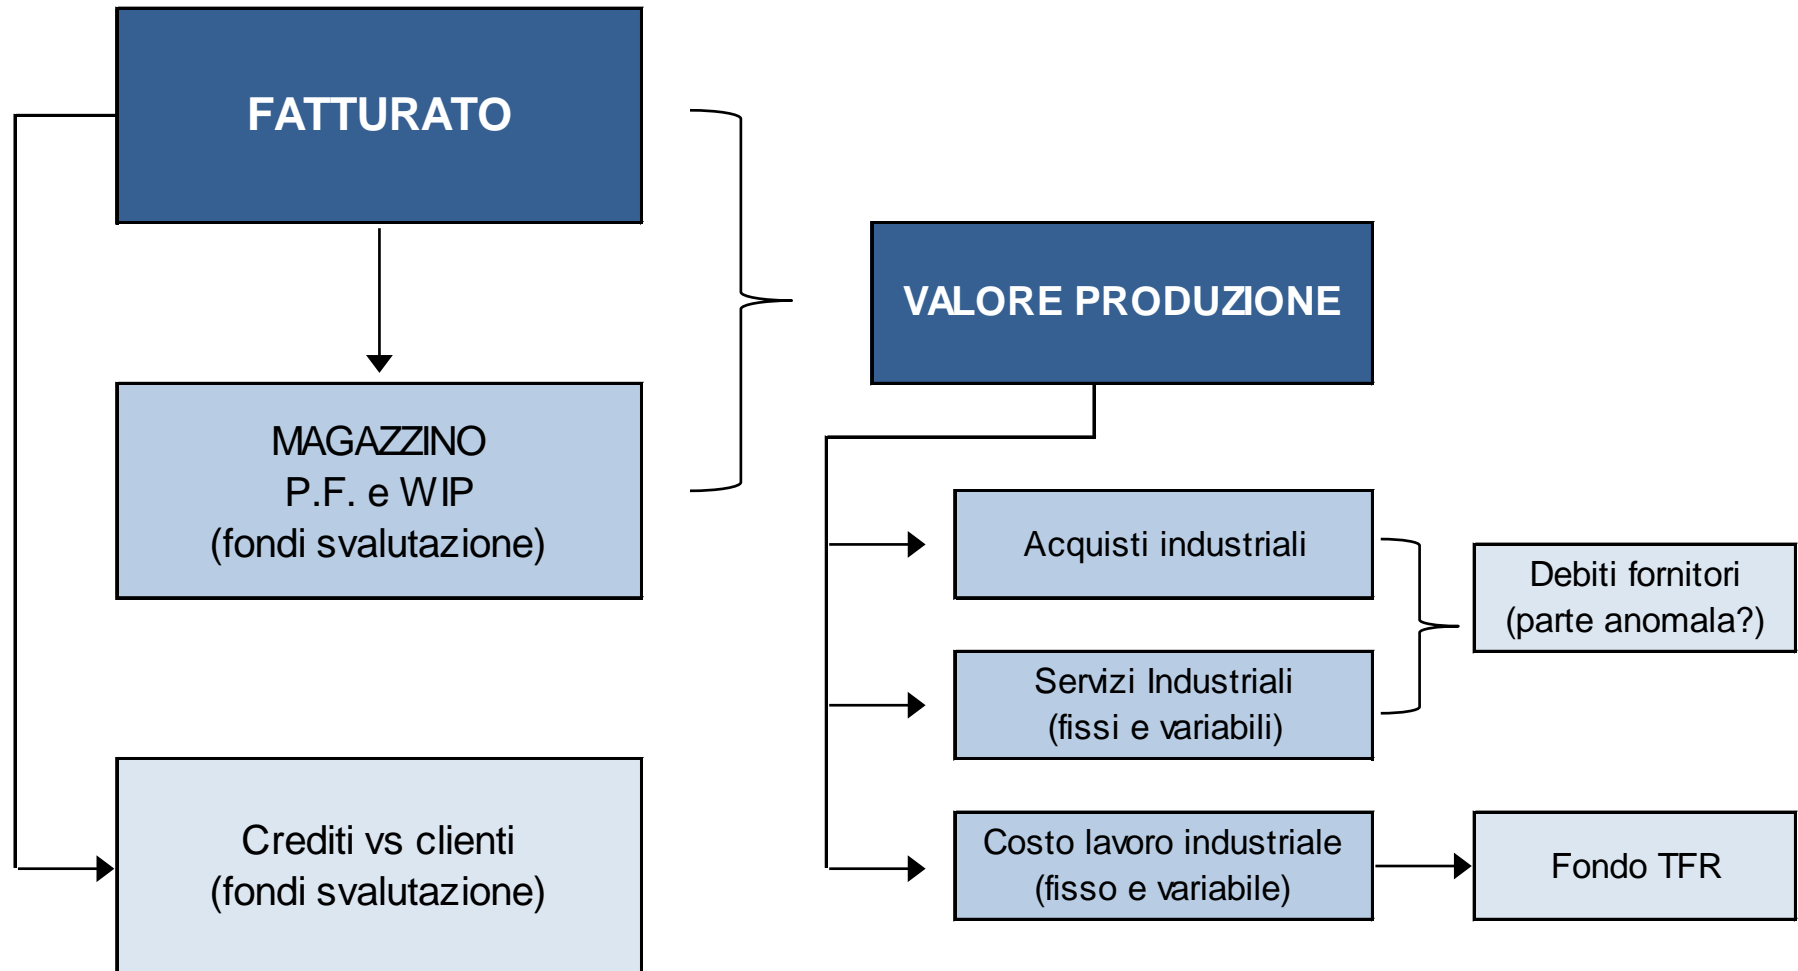 FATTURATO
MAGAZZINO
P.F. e WIP
(fondi svalutazione)
Crediti vs clienti
(fondi svalutazione)
VALORE PRODUZIONE
Acquisti industriali
Servizi Industriali
(fissi e variabili)
Costo lavoro industriale
(fisso e variabile)
Debiti fornitori
(parte anomala?)
Fondo TFR